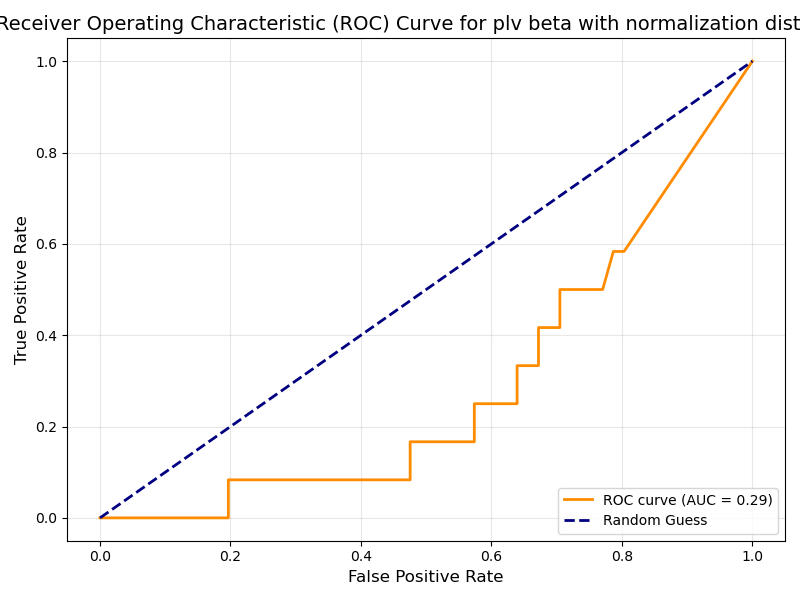 Receiver Operating Characteristic (ROC) Curve for plv beta with normalization dist
1.0
0.8
0.6
0.4
0.2
0.0
True Positive Rate
0.0 0.2 0.4 0.6 0.8 1.0
False Positive Rate
ROC curve (AUC = 0.29)
Random Guess